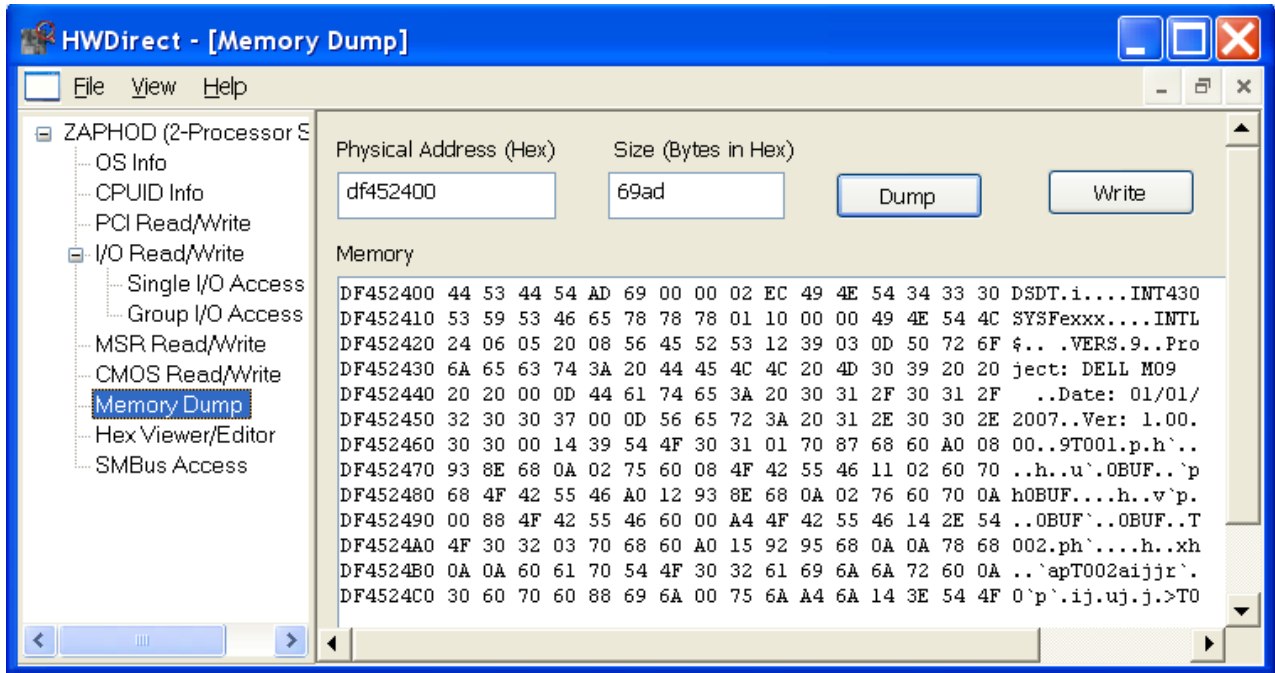 HWDirect - [Memory Dump]
File View Help
ZAPHOD (2-Processor S
OS Info
CPUID Info
PCI Read/Write
I/O Read/Write
Single I/O Access
Group I/O Access
MSR Read/Write
CMOS Read/Write
Memory Dump
Hex Viewer/Editor
SMBus Access
Physical Address (Hex) Size (Bytes in Hex)
df452400 69ad Dump Write
Memory
DF452400 44 53 44 54 AD 69 00 00 02 EC 49 4E 54 34 33 30 DSDT.i....INT430
DF452410 53 59 53 46 65 78 78 78 01 10 00 00 49 4E 54 4C SYSFexxx....INTL
DF452420 24 06 05 20 08 56 45 52 53 12 39 03 0D 50 72 6F $.. .VERS.9..Pro
DF452430 6A 65 63 74 3A 20 44 45 4C 4C 20 4D 30 39 20 20 ject: DELL M09
DF452440 20 20 00 0D 44 61 74 65 3A 20 30 31 2F 30 31 2F   ..Date: 01/01/
DF452450 32 30 30 37 00 0D 56 65 72 3A 20 31 2E 30 30 2E 2007..Ver: 1.00.
DF452460 30 30 00 14 39 54 4F 30 31 01 70 87 68 60 A0 08 00..9TO01.p.h`..
DF452470 93 8E 68 0A 02 75 60 08 4F 42 55 46 11 02 60 70 ..h..u`.OBUF..`p
DF452480 68 4F 42 55 46 A0 12 93 8E 68 0A 02 76 60 70 0A hOBUF....h..v`p.
DF452490 00 88 4F 42 55 46 60 00 A4 4F 42 55 46 14 2E 54 ..OBUF`..OBUF..T
DF4524A0 4F 30 32 03 70 68 60 A0 15 92 95 68 0A 0A 78 68 O02.ph`....h..xh
DF4524B0 0A 0A 60 61 70 54 4F 30 32 61 69 6A 6A 72 60 0A ..`apTO02aijjr`.
DF4524C0 30 60 70 60 88 69 6A 00 75 6A A4 6A 14 3E 54 4F 0`p`.ij.uj.j.>TO